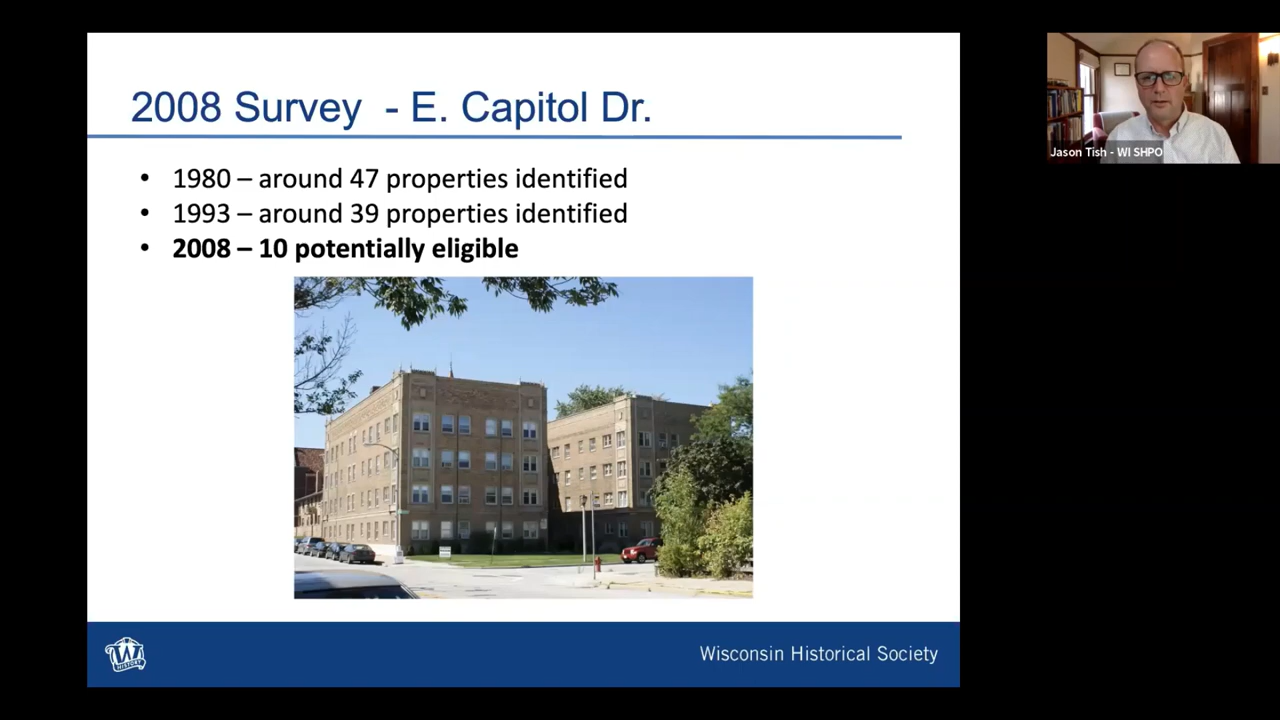 2008 Survey - E. Capitol Dr.
• 1980 – around 47 properties identified
• 1993 – around 39 properties identified
• 2008 – 10 potentially eligible
W
HISTORY
Wisconsin Historical Society
Jason Tish - WI SHPO